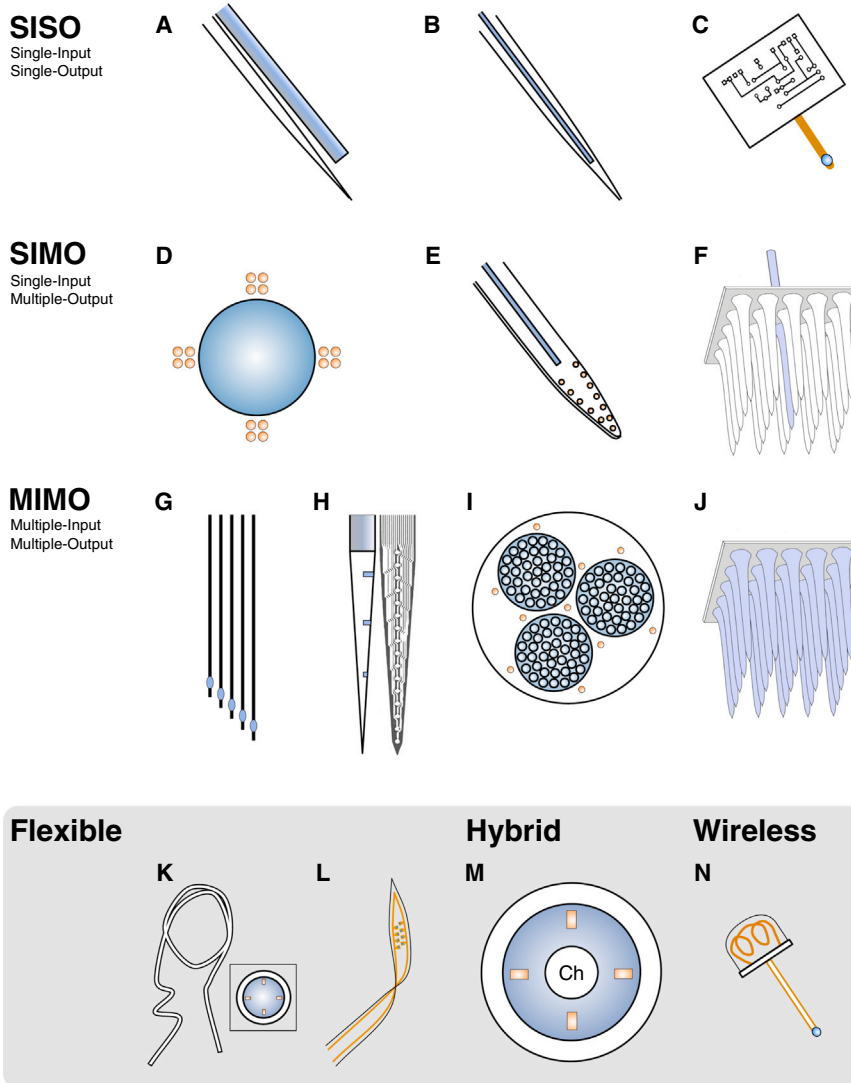 SISO
Single-Input
Single-Output
A
B
C
SIMO
Single-Input
Multiple-Output
D
E
F
MIMO
Multiple-Input
Multiple-Output
G
H
I
J
Flexible
Hybrid
Wireless
K
L
M
N
Ch